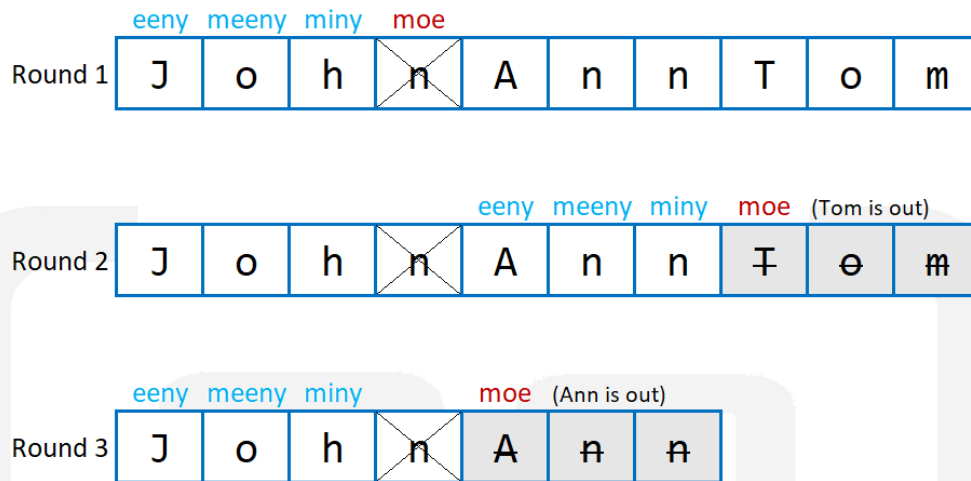 eeny meeny miny moe
Round 1 J o h n A n n T o m
eeny meeny miny moe (Tom is out)
Round 2 J o h n A n n T o m
eeny meeny miny moe (Ann is out)
Round 3 J o h n A n n